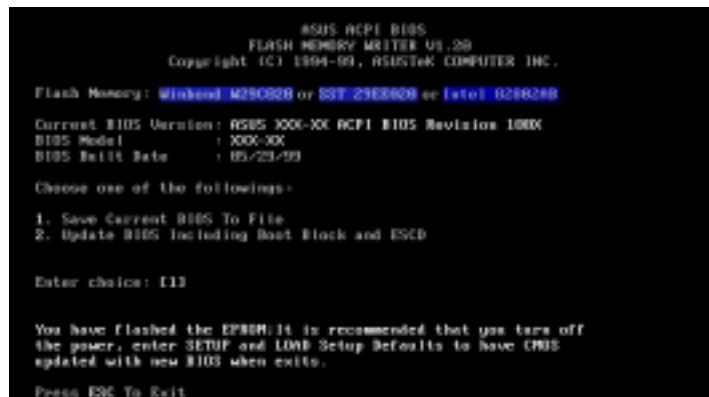 ASUS ACPI BIOS
FLASH MEMORY WRITER V1.20
Copyright (C) 1994-99, ASUSTeK COMPUTER INC.
Flash Memory: Winbond W29C020 or SST 29EE020 or Intel 82802AB
Current BIOS Version: ASUS XXX-XX ACPI BIOS Revision 100X
BIOS Model : XXX-XX
BIOS Built Date : 05/29/99
Choose one of the followings:
1. Save Current BIOS To File
2. Update BIOS Including Boot Block and ESCD
Enter choice: [1]
You have flashed the EPROM;It is recommended that you turn off
the power, enter SETUP and LOAD Setup Defaults to have CMOS
updated with new BIOS when exits.
Press ESC To Exit